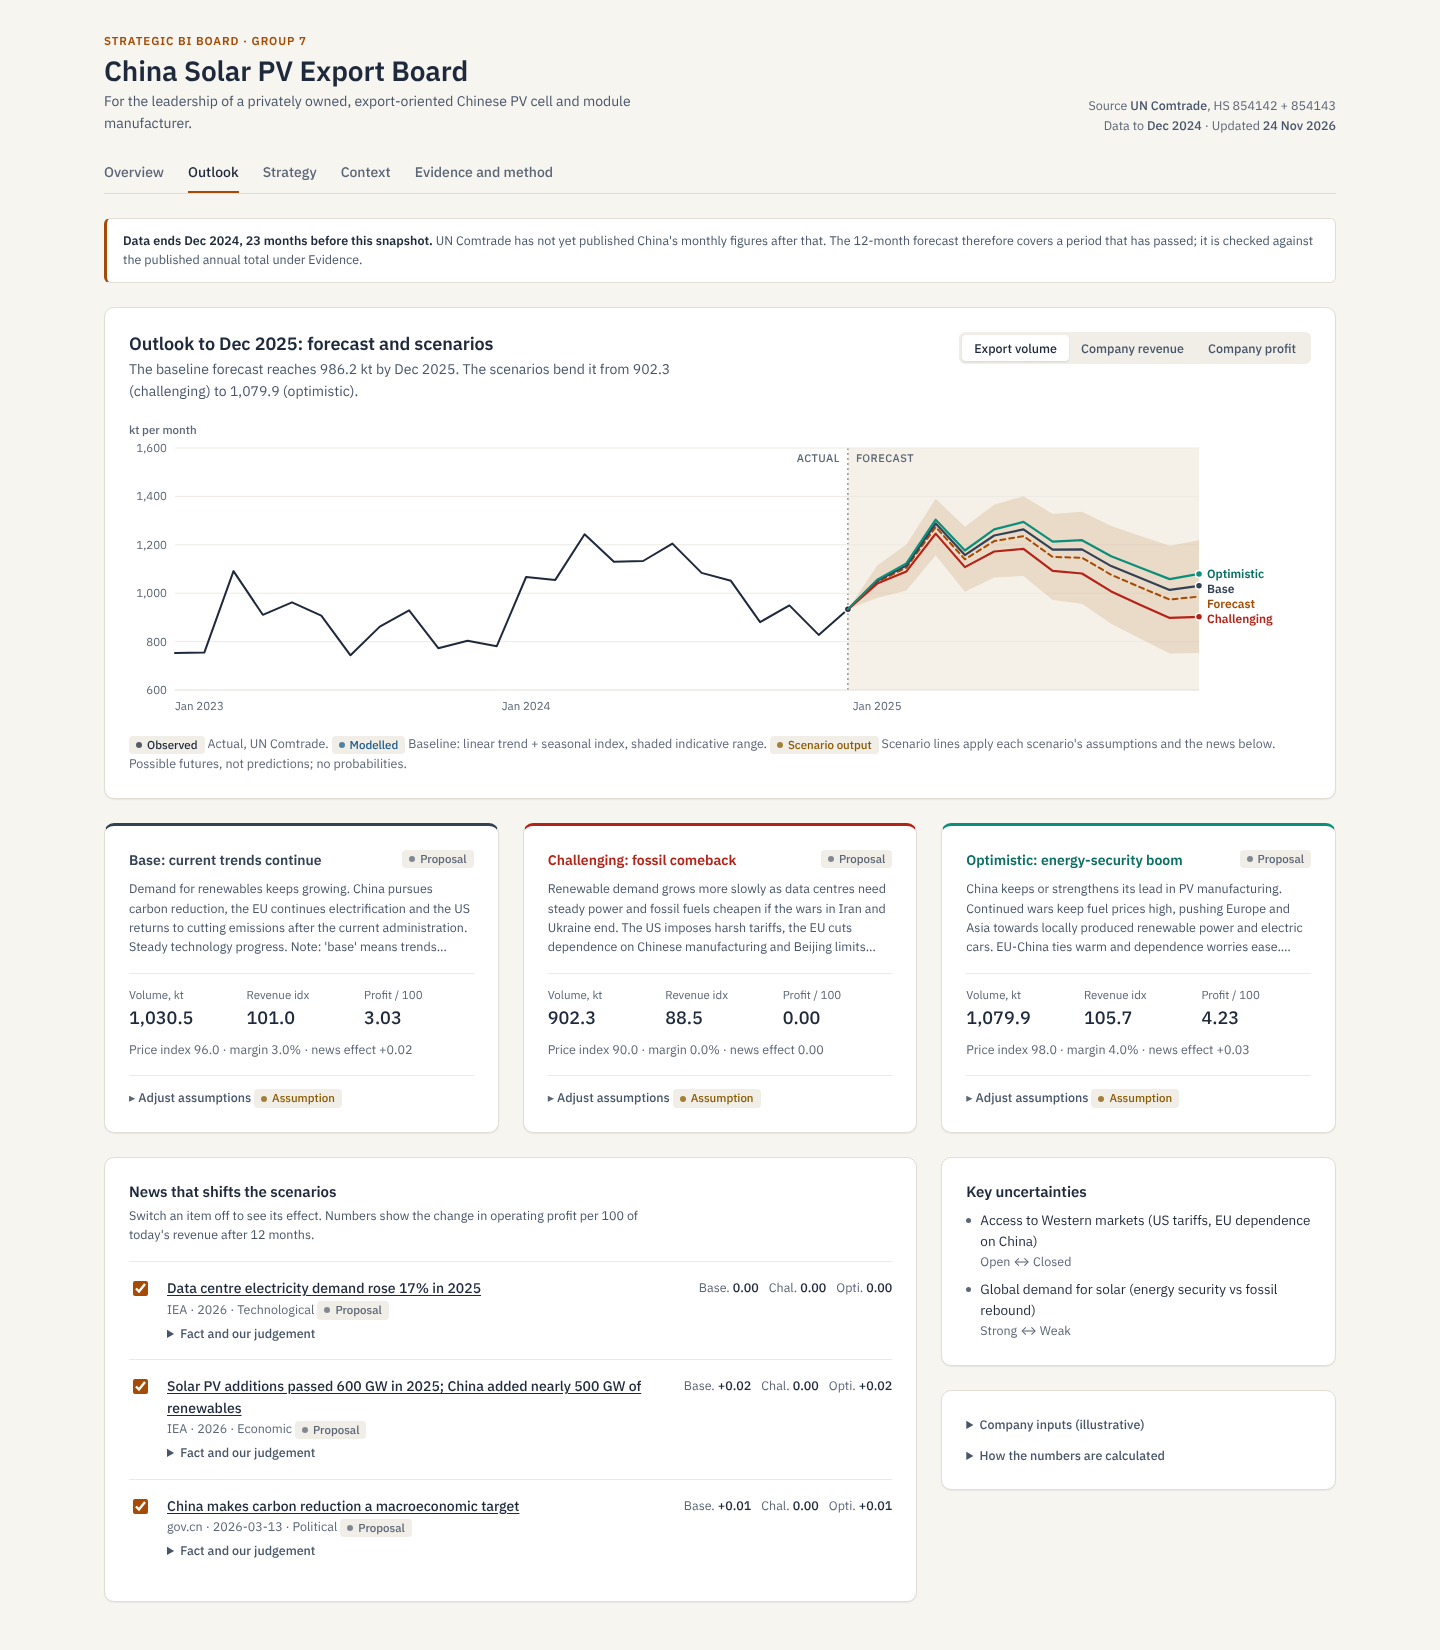 STRATEGIC BI BOARD · GROUP 7
China Solar PV Export Board
For the leadership of a privately owned, export-oriented Chinese PV cell and module
manufacturer.
Source UN Comtrade, HS 854142 + 854143
Data to Dec 2024 · Updated 24 Nov 2026
Overview Outlook Strategy Context Evidence and method
Data ends Dec 2024, 23 months before this snapshot. UN Comtrade has not yet published China's monthly figures after that. The 12-month forecast therefore covers a period that has passed; it is checked against
the published annual total under Evidence.
Outlook to Dec 2025: forecast and scenarios
The baseline forecast reaches 986.2 kt by Dec 2025. The scenarios bend it from 902.3
(challenging) to 1,079.9 (optimistic).
Export volume Company revenue Company profit
kt per month
1,600
1,400
1,200
1,000
800
600
ACTUAL FORECAST
Optimistic
Base
Forecast
Challenging
Jan 2023 Jan 2024 Jan 2025
Observed Actual, UN Comtrade. Modelled Baseline: linear trend + seasonal index, shaded indicative range. Scenario output Scenario lines apply each scenario's assumptions and the news below.
Possible futures, not predictions; no probabilities.
Base: current trends continue Proposal
Demand for renewables keeps growing. China pursues
carbon reduction, the EU continues electrification and the US
returns to cutting emissions after the current administration.
Steady technology progress. Note: 'base' means trends...
Volume, kt Revenue idx Profit / 100
1,030.5 101.0 3.03
Price index 96.0 · margin 3.0% · news effect +0.02
▸ Adjust assumptions Assumption
Challenging: fossil comeback Proposal
Renewable demand grows more slowly as data centres need
steady power and fossil fuels cheapen if the wars in Iran and
Ukraine end. The US imposes harsh tariffs, the EU cuts
dependence on Chinese manufacturing and Beijing limits...
Volume, kt Revenue idx Profit / 100
902.3 88.5 0.00
Price index 90.0 · margin 0.0% · news effect 0.00
▸ Adjust assumptions Assumption
Optimistic: energy-security boom Proposal
China keeps or strengthens its lead in PV manufacturing.
Continued wars keep fuel prices high, pushing Europe and
Asia towards locally produced renewable power and electric
cars. EU-China ties warm and dependence worries ease....
Volume, kt Revenue idx Profit / 100
1,079.9 105.7 4.23
Price index 98.0 · margin 4.0% · news effect +0.03
▸ Adjust assumptions Assumption
News that shifts the scenarios
Switch an item off to see its effect. Numbers show the change in operating profit per 100 of
today's revenue after 12 months.
Data centre electricity demand rose 17% in 2025 Base. 0.00 Chal. 0.00 Opti. 0.00
IEA · 2026 · Technological Proposal
▶ Fact and our judgement
Solar PV additions passed 600 GW in 2025; China added nearly 500 GW of Base. +0.02 Chal. 0.00 Opti. +0.02
renewables
IEA · 2026 · Economic Proposal
▶ Fact and our judgement
China makes carbon reduction a macroeconomic target Base. +0.01 Chal. 0.00 Opti. +0.01
gov.cn · 2026-03-13 · Political Proposal
▶ Fact and our judgement
Key uncertainties
• Access to Western markets (US tariffs, EU dependence
on China)
Open ↔ Closed
• Global demand for solar (energy security vs fossil
rebound)
Strong ↔ Weak
▶ Company inputs (illustrative)
▶ How the numbers are calculated